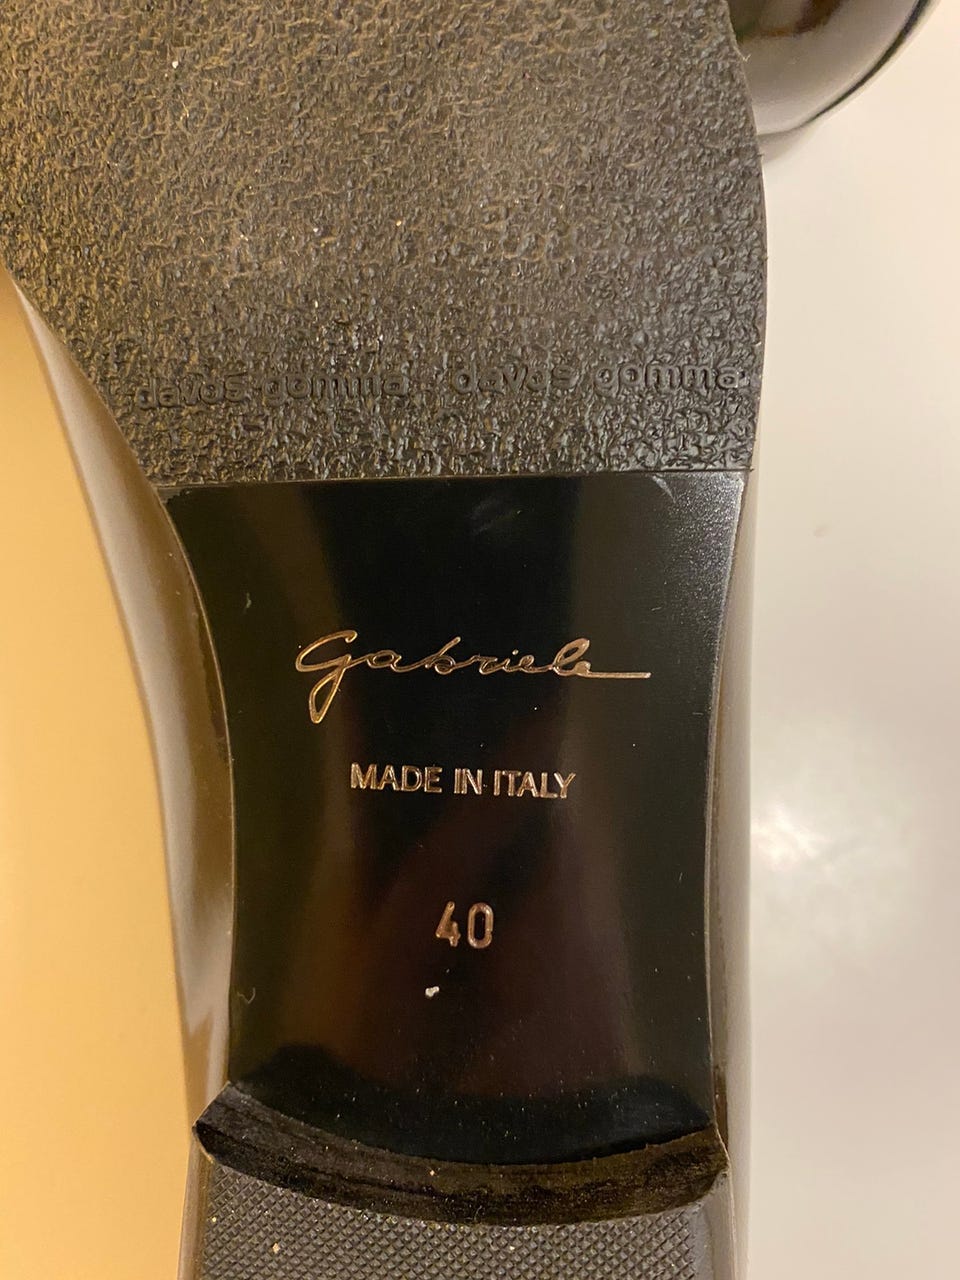 davos gomma davos gomma
Gabriele
MADE IN ITALY
40